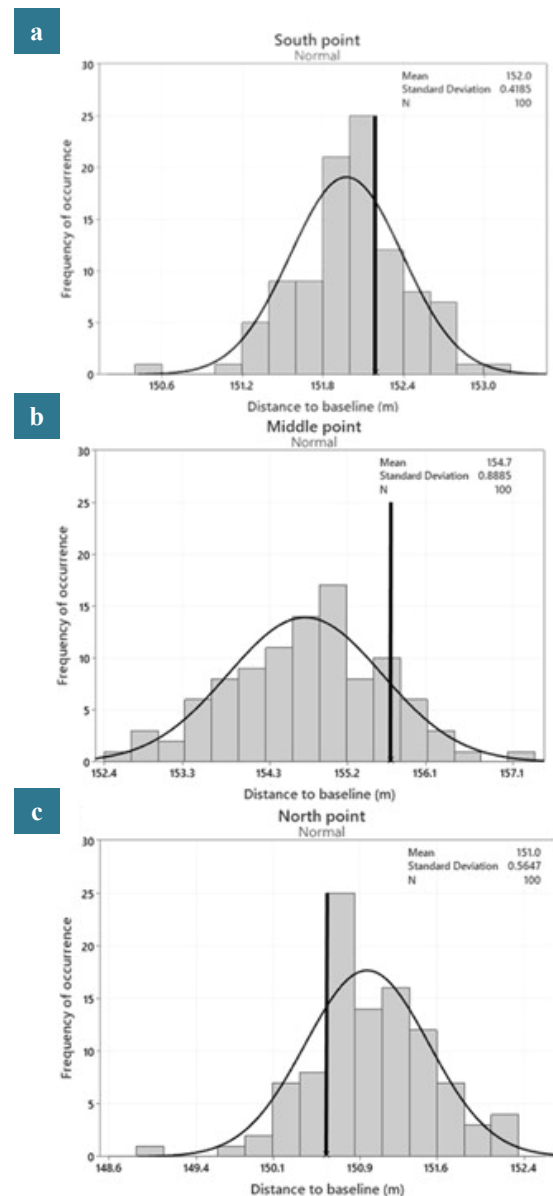 a
South point
Normal
Mean 152.0
Standard Deviation 0.4185
N 100
30
25
20
15
10
5
0
Frequency of occurrence
150.6 151.2 151.8 152.4 153.0
Distance to baseline (m)
b
Middle point
Normal
Mean 154.7
Standard Deviation 0.8885
N 100
30
25
20
15
10
5
0
Frequency of occurrence
152.4 153.3 154.3 155.2 156.1 157.1
Distance to baseline (m)
c
North point
Normal
Mean 151.0
Standard Deviation 0.5647
N 100
30
25
20
15
10
5
0
Frequency of occurrence
148.6 149.4 150.1 150.9 151.6 152.4
Distance to baseline (m)